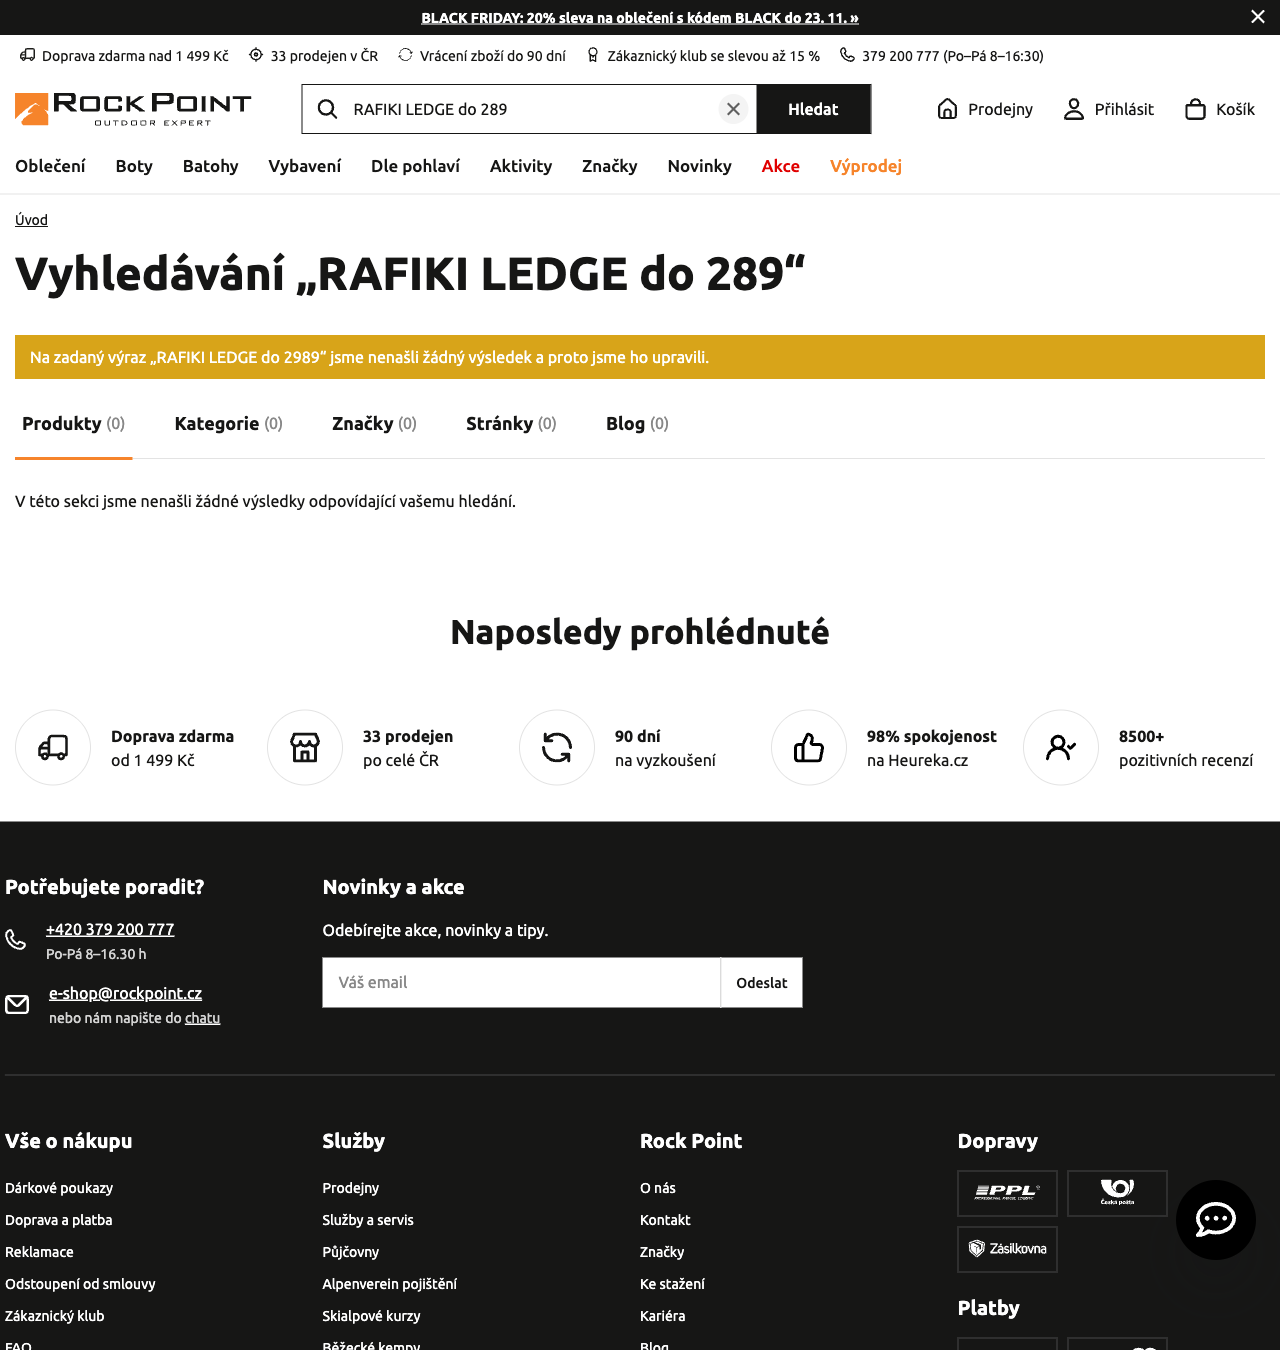 BLACK FRIDAY: 20% sleva na oblečení s kódem BLACK do 23. 11. »
Doprava zdarma nad 1 499 Kč 33 prodejen v ČR Vrácení zboží do 90 dní Zákaznický klub se slevou až 15 % 379 200 777 (Po–Pá 8–16:30)
ROCK POINT
OUTDOOR EXPERT
RAFIKI LEDGE do 289 Hledat
Prodejny Přihlásit Košík
Oblečení Boty Batohy Vybavení Dle pohlaví Aktivity Značky Novinky Akce Výprodej
Úvod
Vyhledávání „RAFIKI LEDGE do 289“
Na zadaný výraz „RAFIKI LEDGE do 2989“ jsme nenašli žádný výsledek a proto jsme ho upravili.
Produkty (0) Kategorie (0) Značky (0) Stránky (0) Blog (0)
V této sekci jsme nenašli žádné výsledky odpovídající vašemu hledání.
Naposledy prohlédnuté
Doprava zdarma
od 1 499 Kč
33 prodejen
po celé ČR
90 dní
na vyzkoušení
98% spokojenost
na Heureka.cz
8500+
pozitivních recenzí
Potřebujete poradit?
+420 379 200 777
Po-Pá 8–16.30 h
e-shop@rockpoint.cz
nebo nám napište do chatu
Novinky a akce
Odebírejte akce, novinky a tipy.
Váš email Odeslat
Vše o nákupu
Dárkové poukazy
Doprava a platba
Reklamace
Odstoupení od smlouvy
Zákaznický klub
FAQ
Služby
Prodejny
Služby a servis
Půjčovny
Alpenverein pojištění
Skialpové kurzy
Běžecké kempy
Rock Point
O nás
Kontakt
Značky
Ke stažení
Kariéra
Blog
Dopravy
PPL
Česká pošta
Zásilkovna
Platby